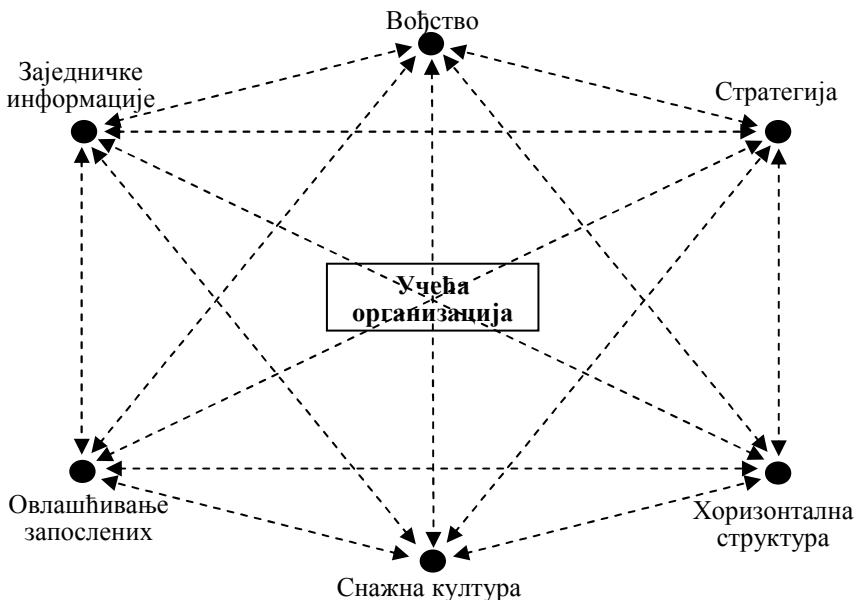 Вођство
Заједничке
информације
Стратегија
Учећа
организација
Овлашћивање
запослених
Хоризонтална
структура
Снажна култура